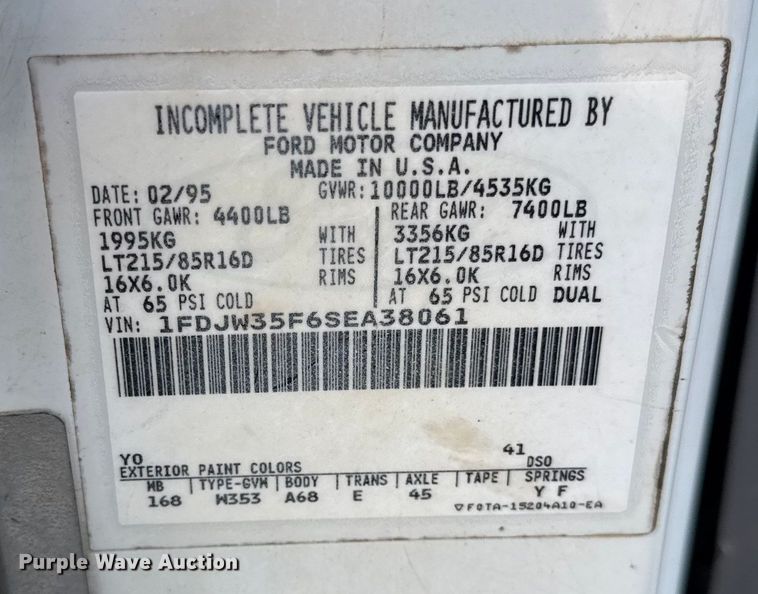 INCOMPLETE VEHICLE MANUFACTURED BY
FORD MOTOR COMPANY
MADE IN U.S.A.
DATE: 02/95 GVWR: 10000LB/4535KG
FRONT GAWR: 4400LB REAR GAWR: 7400LB
1995KG WITH 3356KG WITH
LT215/85R16D TIRES LT215/85R16D TIRES
16X6.0K RIMS 16X6.0K RIMS
AT 65 PSI COLD AT 65 PSI COLD DUAL
VIN: 1FDJW35F6SEA38061
YO 41
EXTERIOR PAINT COLORS DSO
WB TYPE-GVW BODY TRANS AXLE TAPE SPRINGS
168 W353 A68 E 45 Y F
▽F0TA-15204A10-EA
Purple Wave Auction